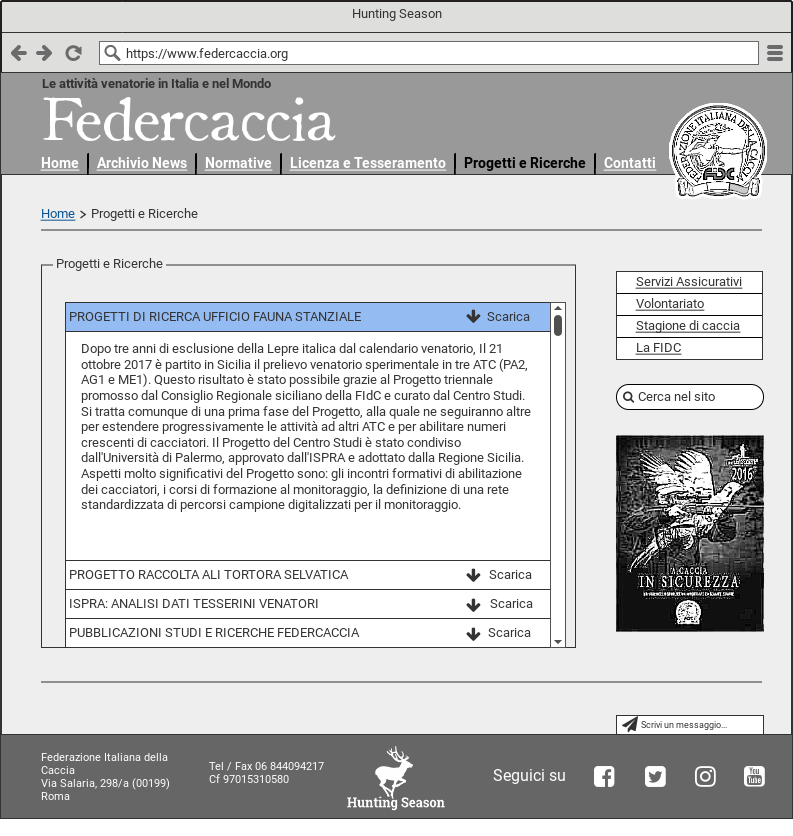 Hunting Season
https://www.federcaccia.org
Le attività venatorie in Italia e nel Mondo
Federcaccia
Home Archivio News Normative Licenza e Tesseramento Progetti e Ricerche Contatti
FEDERAZIONE ITALIANA DELLA CACCIA
FIDC
Home > Progetti e Ricerche
Progetti e Ricerche
PROGETTI DI RICERCA UFFICIO FAUNA STANZIALE Scarica
Dopo tre anni di esclusione della Lepre italica dal calendario venatorio, Il 21
ottobre 2017 è partito in Sicilia il prelievo venatorio sperimentale in tre ATC (PA2,
AG1 e ME1). Questo risultato è stato possibile grazie al Progetto triennale
promosso dal Consiglio Regionale siciliano della FIdC e curato dal Centro Studi.
Si tratta comunque di una prima fase del Progetto, alla quale ne seguiranno altre
per estendere progressivamente le attività ad altri ATC e per abilitare numeri
crescenti di cacciatori. Il Progetto del Centro Studi è stato condiviso
dall'Università di Palermo, approvato dall'ISPRA e adottato dalla Regione Sicilia.
Aspetti molto significativi del Progetto sono: gli incontri formativi di abilitazione
dei cacciatori, i corsi di formazione al monitoraggio, la definizione di una rete
standardizzata di percorsi campione digitalizzati per il monitoraggio.
PROGETTO RACCOLTA ALI TORTORA SELVATICA Scarica
ISPRA: ANALISI DATI TESSERINI VENATORI Scarica
PUBBLICAZIONI STUDI E RICERCHE FEDERCACCIA Scarica
Servizi Assicurativi
Volontariato
Stagione di caccia
La FIDC
Cerca nel sito
2016
A CACCIA
IN SICUREZZA
Scrivi un messaggio...
Federazione Italiana della
Caccia
Via Salaria, 298/a (00199)
Roma
Tel / Fax 06 844094217
Cf 97015310580
Hunting Season
Seguici su
You
Tube